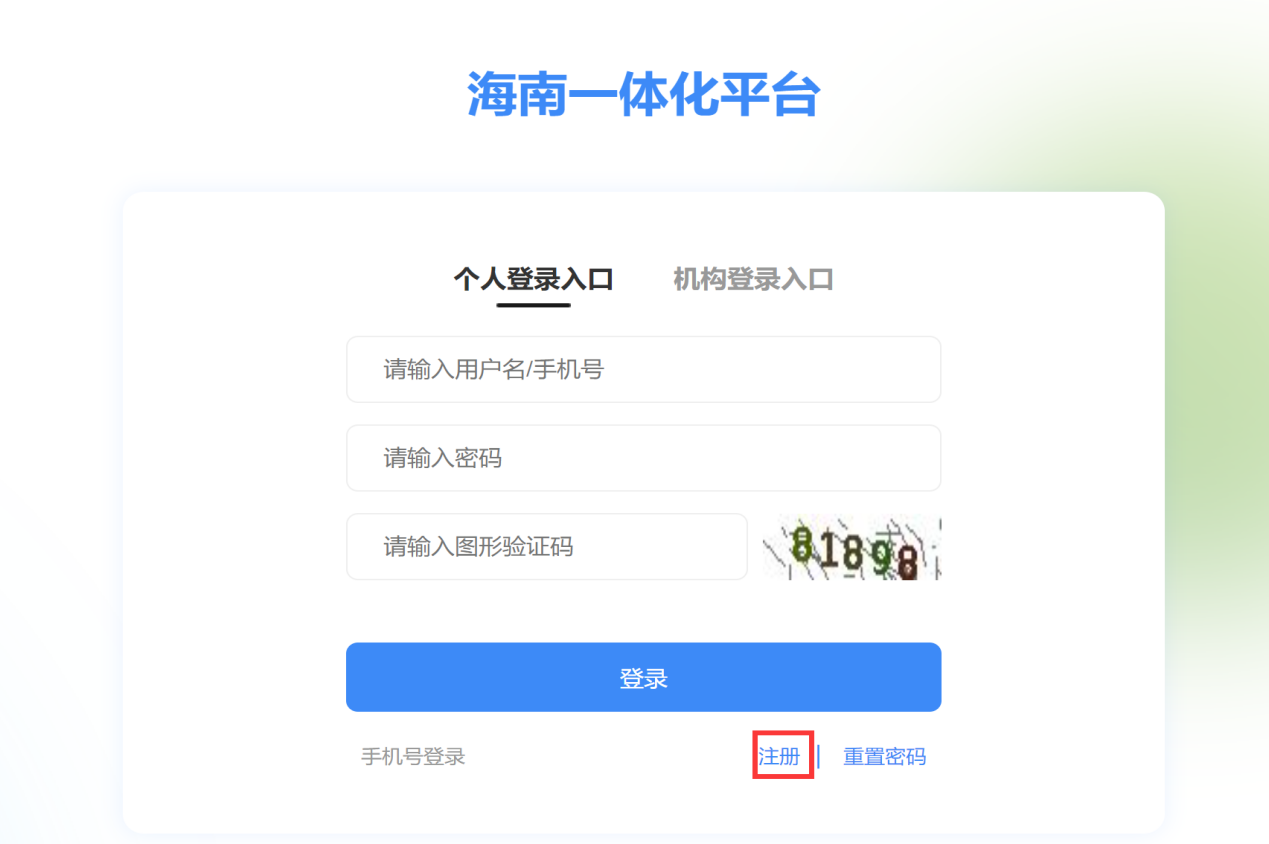 海南一体化平台
个人登录入口 机构登录入口
请输入用户名/手机号
请输入密码
请输入图形验证码 81898
登录
手机号登录 注册 重置密码